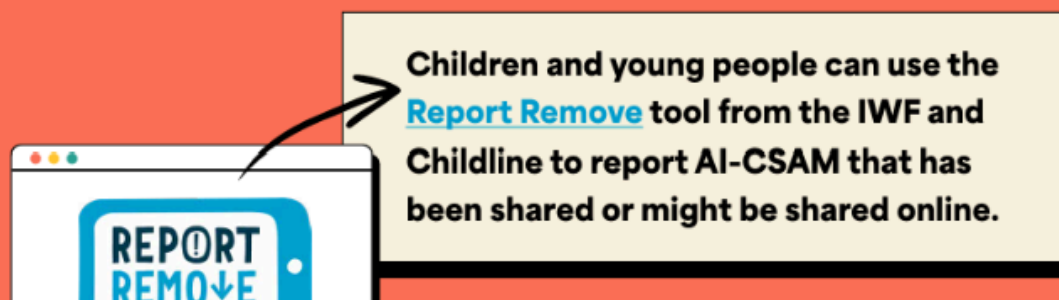 Children and young people can use the
Report Remove tool from the IWF and
Childline to report AI-CSAM that has
been shared or might be shared online.
REPORT
REMOVE